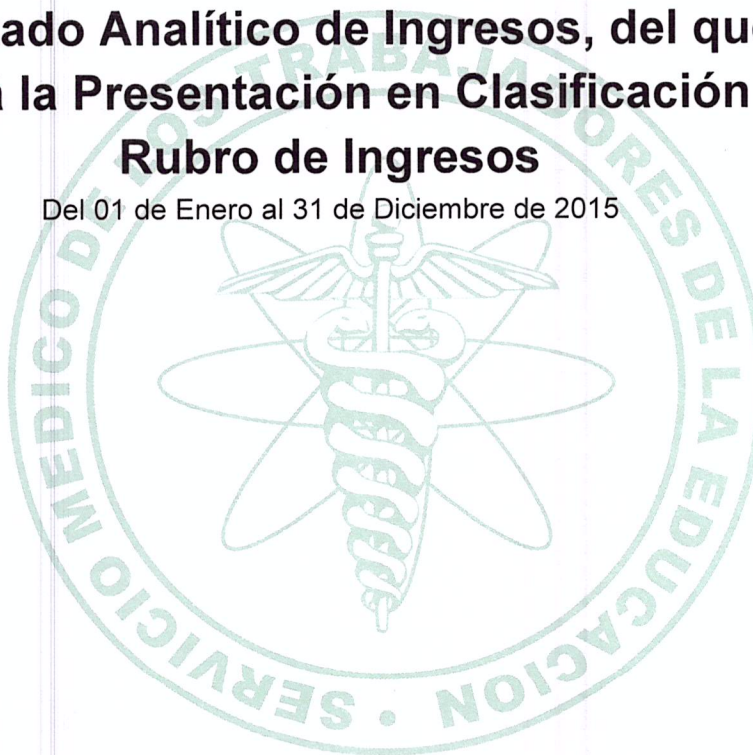 ado Analítico de Ingresos, del qu
la Presentación en Clasificación
Rubro de Ingresos
Del 01 de Enero al 31 de Diciembre de 2015
SERVICIO MEDICO DE LOS TRABAJADORES DE LA EDUCACION